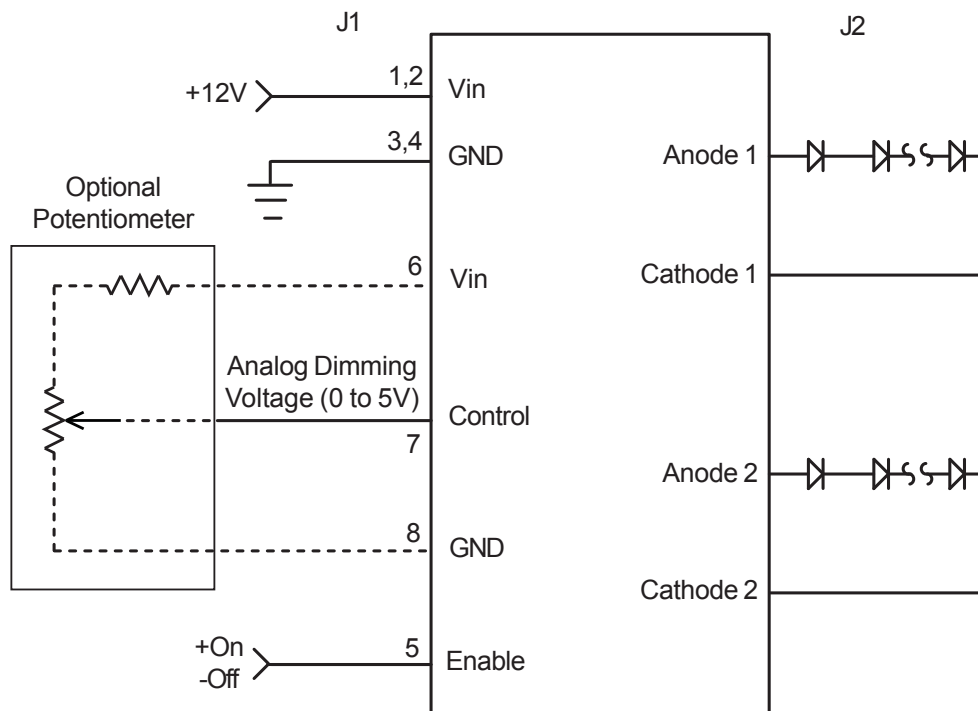 J1
J2
+12V
1,2
Vin
3,4
GND
Anode 1
Optional
Potentiometer
6
Vin
Cathode 1
Analog Dimming
Voltage (0 to 5V)
Control
7
Anode 2
8
GND
Cathode 2
+On
-Off
5
Enable